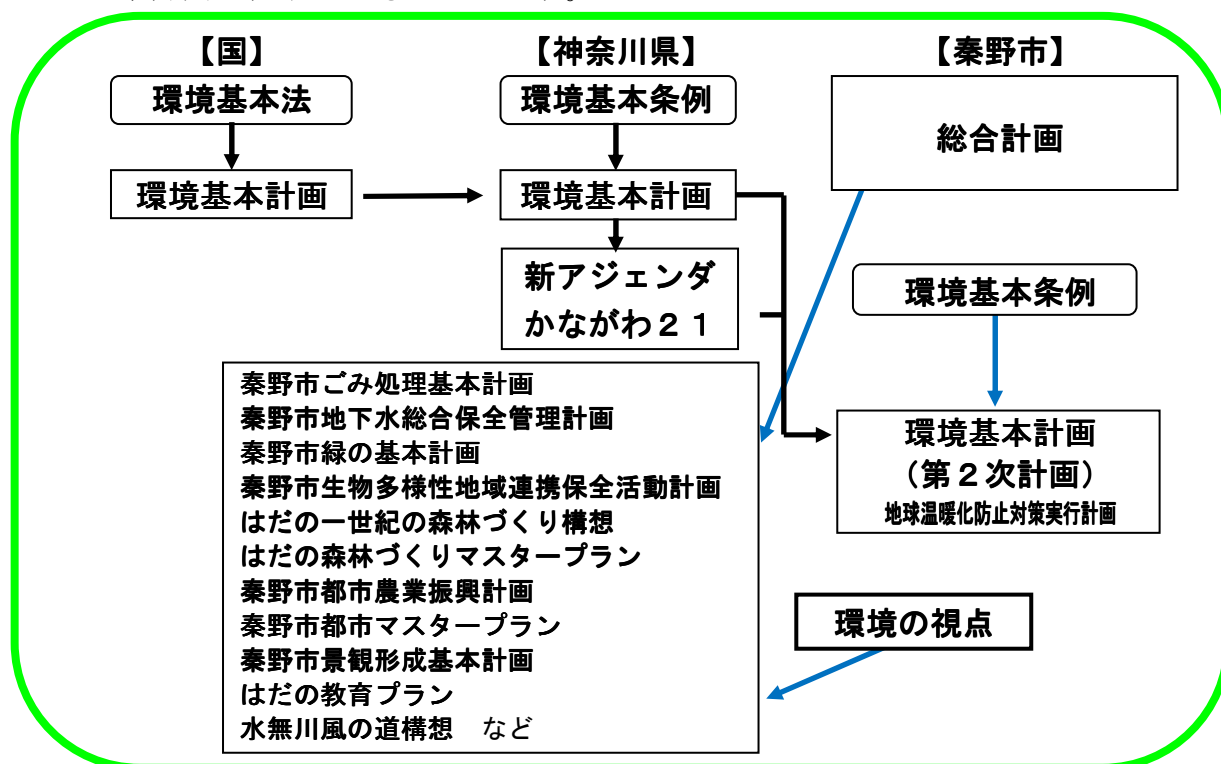 【国】
環境基本法
環境基本計画
【神奈川県】
環境基本条例
環境基本計画
新アジェンダ
かながわ２１
【秦野市】
総合計画
環境基本条例
環境基本計画
（第２次計画）
地球温暖化防止対策実行計画
環境の視点
秦野市ごみ処理基本計画
秦野市地下水総合保全管理計画
秦野市緑の基本計画
秦野市生物多様性地域連携保全活動計画
はだの一世紀の森林づくり構想
はだの森林づくりマスタープラン
秦野市都市農業振興計画
秦野市都市マスタープラン
秦野市景観形成基本計画
はだの教育プラン
水無川風の道構想　など